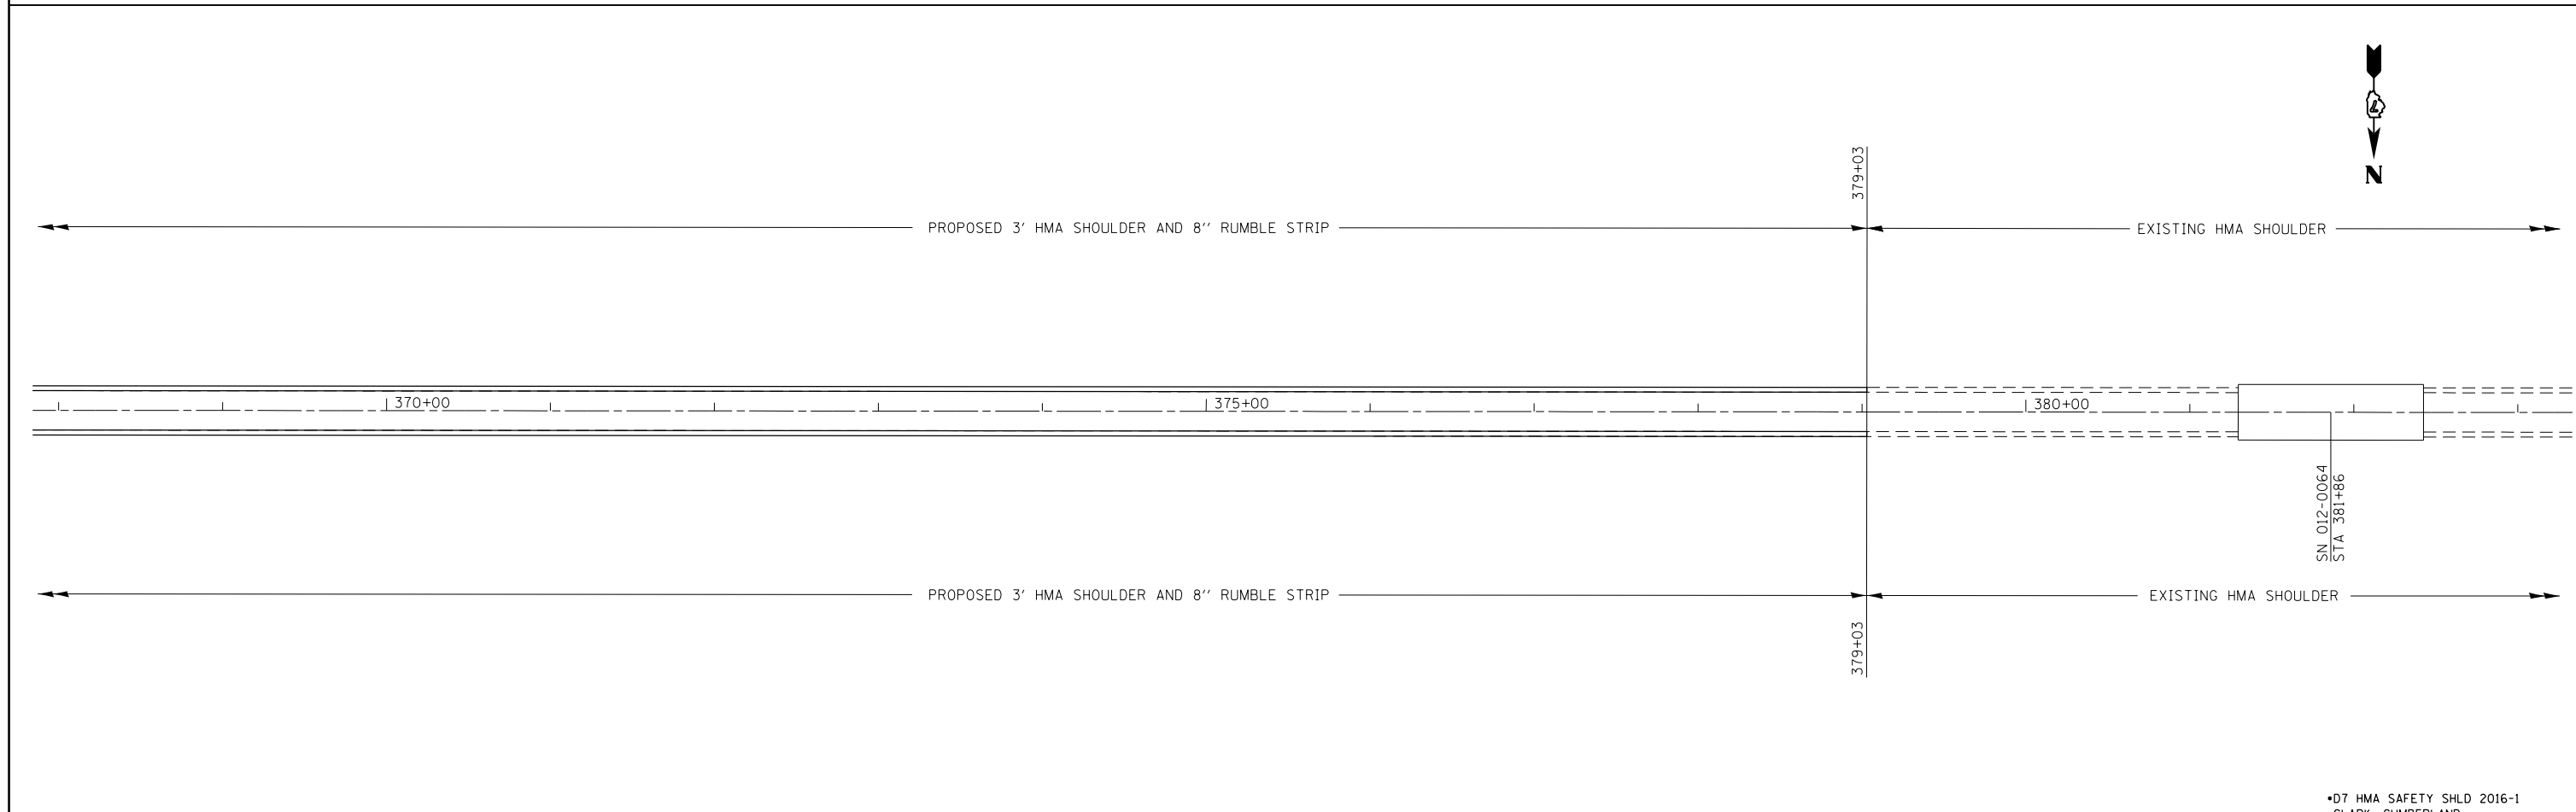 N
379+03
PROPOSED 3' HMA SHOULDER AND 8'' RUMBLE STRIP
EXISTING HMA SHOULDER
370+00
375+00
380+00
SN 012-0064
STA 381+86
PROPOSED 3' HMA SHOULDER AND 8'' RUMBLE STRIP
EXISTING HMA SHOULDER
379+03
•D7 HMA SAFETY SHLD 2016-1